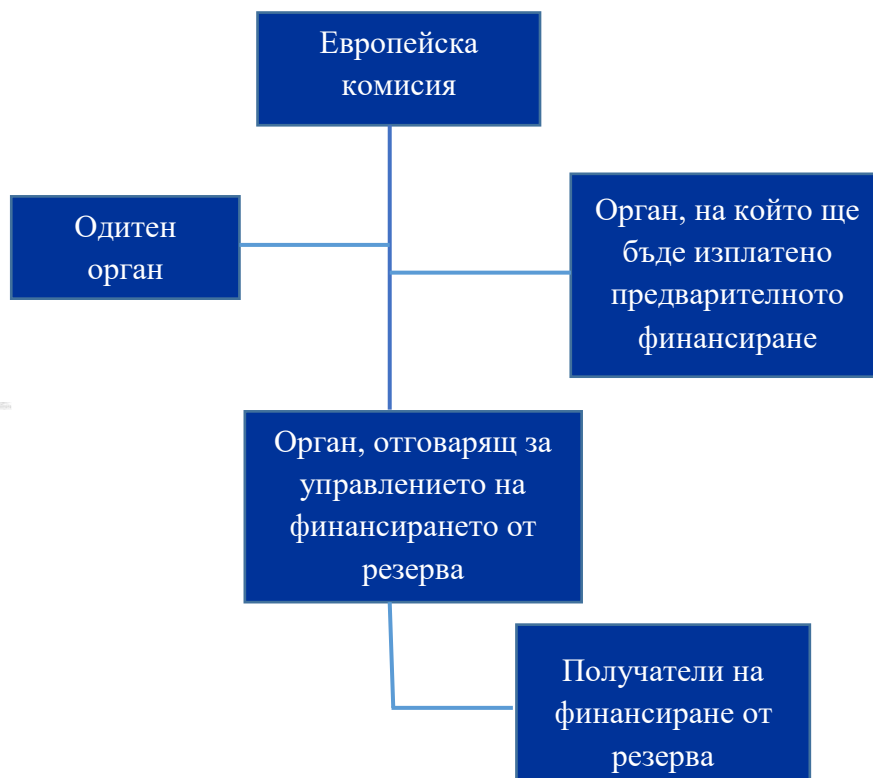 Европейска
комисия
Одитен
орган
Орган, на който ще
бъде изплатено
предварителното
финансиране
Орган, отговарящ за
управлението на
финансирането от
резерва
Получатели на
финансиране от
резерва